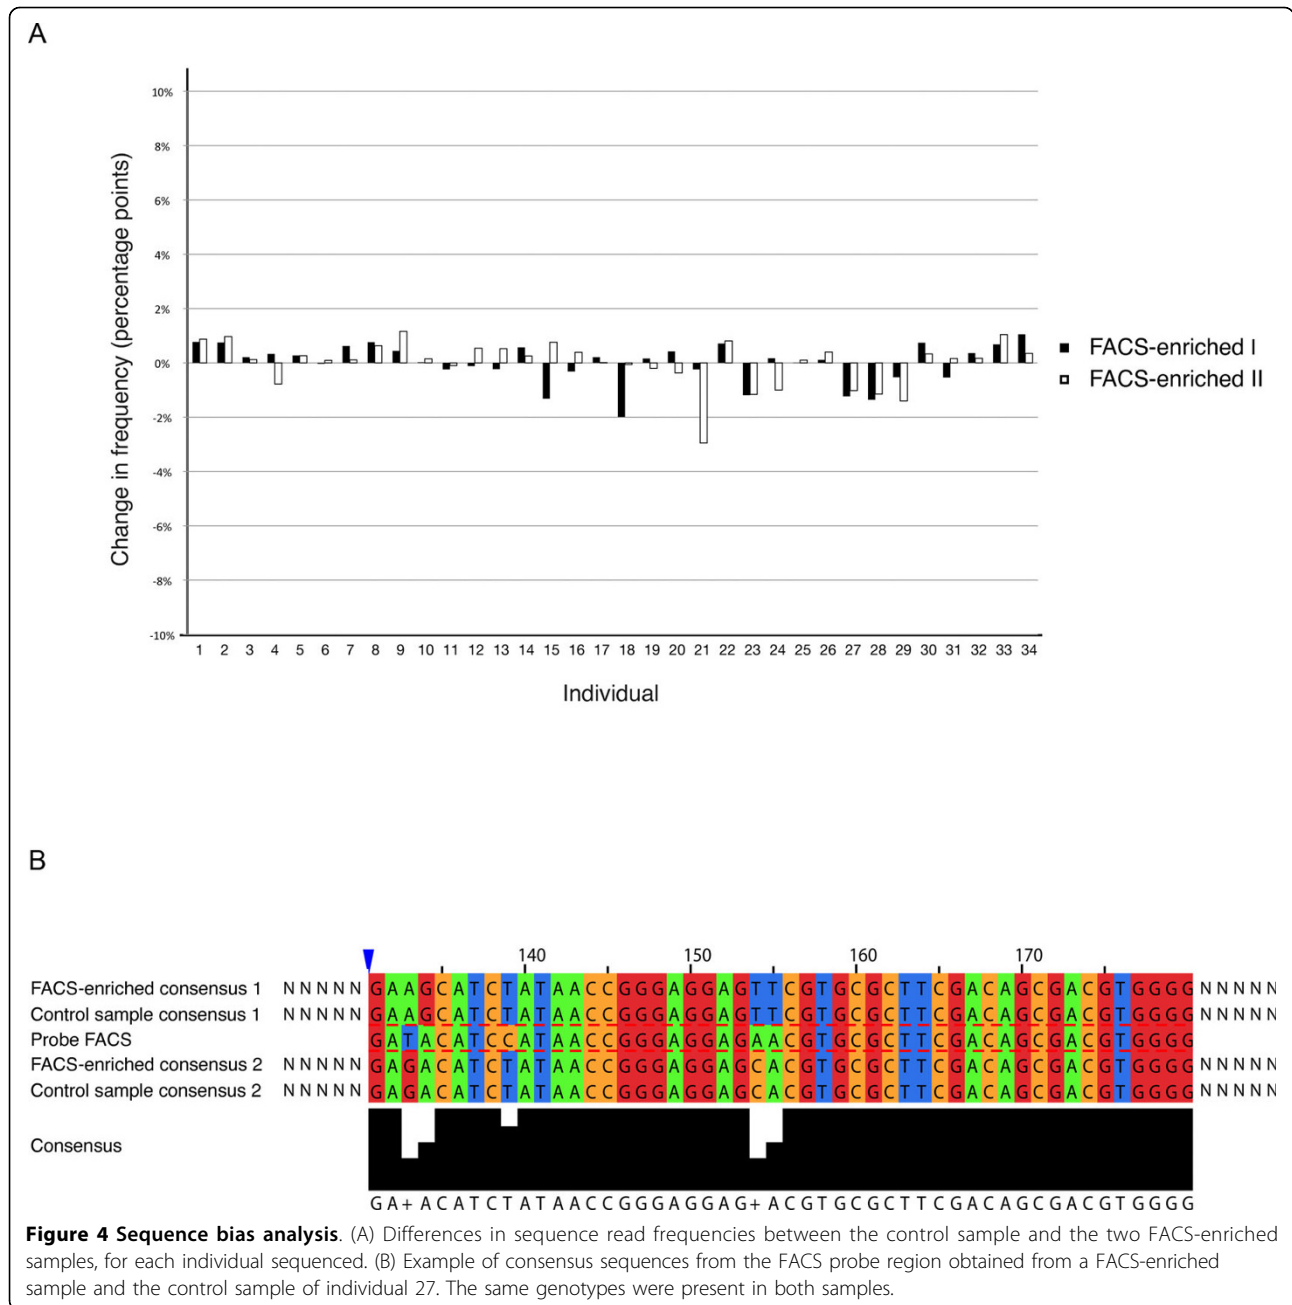 A
10%
8%
6%
4%
2%
0%
-2%
-4%
-6%
-8%
-10%
Change in frequency (percentage points)
FACS-enriched I
FACS-enriched II
1 2 3 4 5 6 7 8 9 10 11 12 13 14 15 16 17 18 19 20 21 22 23 24 25 26 27 28 29 30 31 32 33 34
Individual
B
140 150 160 170
FACS-enriched consensus 1 NNNNNGAAGCATCTATAACCGGGAGGAGTTCGTGCGCTTCGACAGCGACGTGGGGNNNNN
Control sample consensus 1 NNNNNGAAGCATCTATAACCGGGAGGAGTTCGTGCGCTTCGACAGCGACGTGGGGNNNNN
Probe FACS GATACATCCATAACCGGGAGGAGAACGTGCGCTTCGACAGCGACGTGGGG
FACS-enriched consensus 2 NNNNNGAGACATCTATAACCGGGAGGAGCACGTGCGCTTCGACAGCGACGTGGGGNNNNN
Control sample consensus 2 NNNNNGAGACATCTATAACCGGGAGGAGCACGTGCGCTTCGACAGCGACGTGGGGNNNNN
Consensus
GA+ACATCTATAACCGGGAGGAG+ACGTGCGCTTCGACAGCGACGTGGGG
Figure 4 Sequence bias analysis. (A) Differences in sequence read frequencies between the control sample and the two FACS-enriched
samples, for each individual sequenced. (B) Example of consensus sequences from the FACS probe region obtained from a FACS-enriched
sample and the control sample of individual 27. The same genotypes were present in both samples.